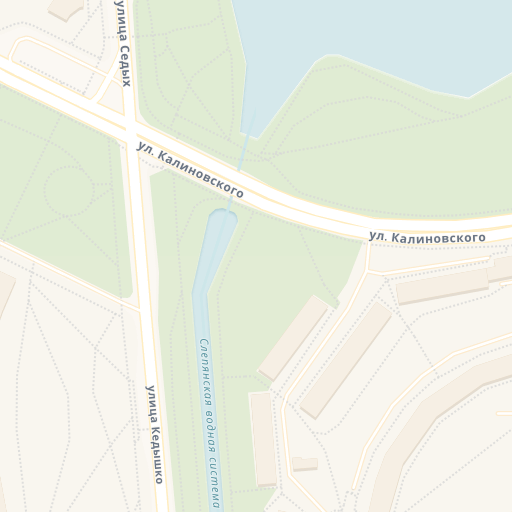 улица Седых
ул. Калиновского
ул. Калиновского
Слепянская водная система
улица Кедышко